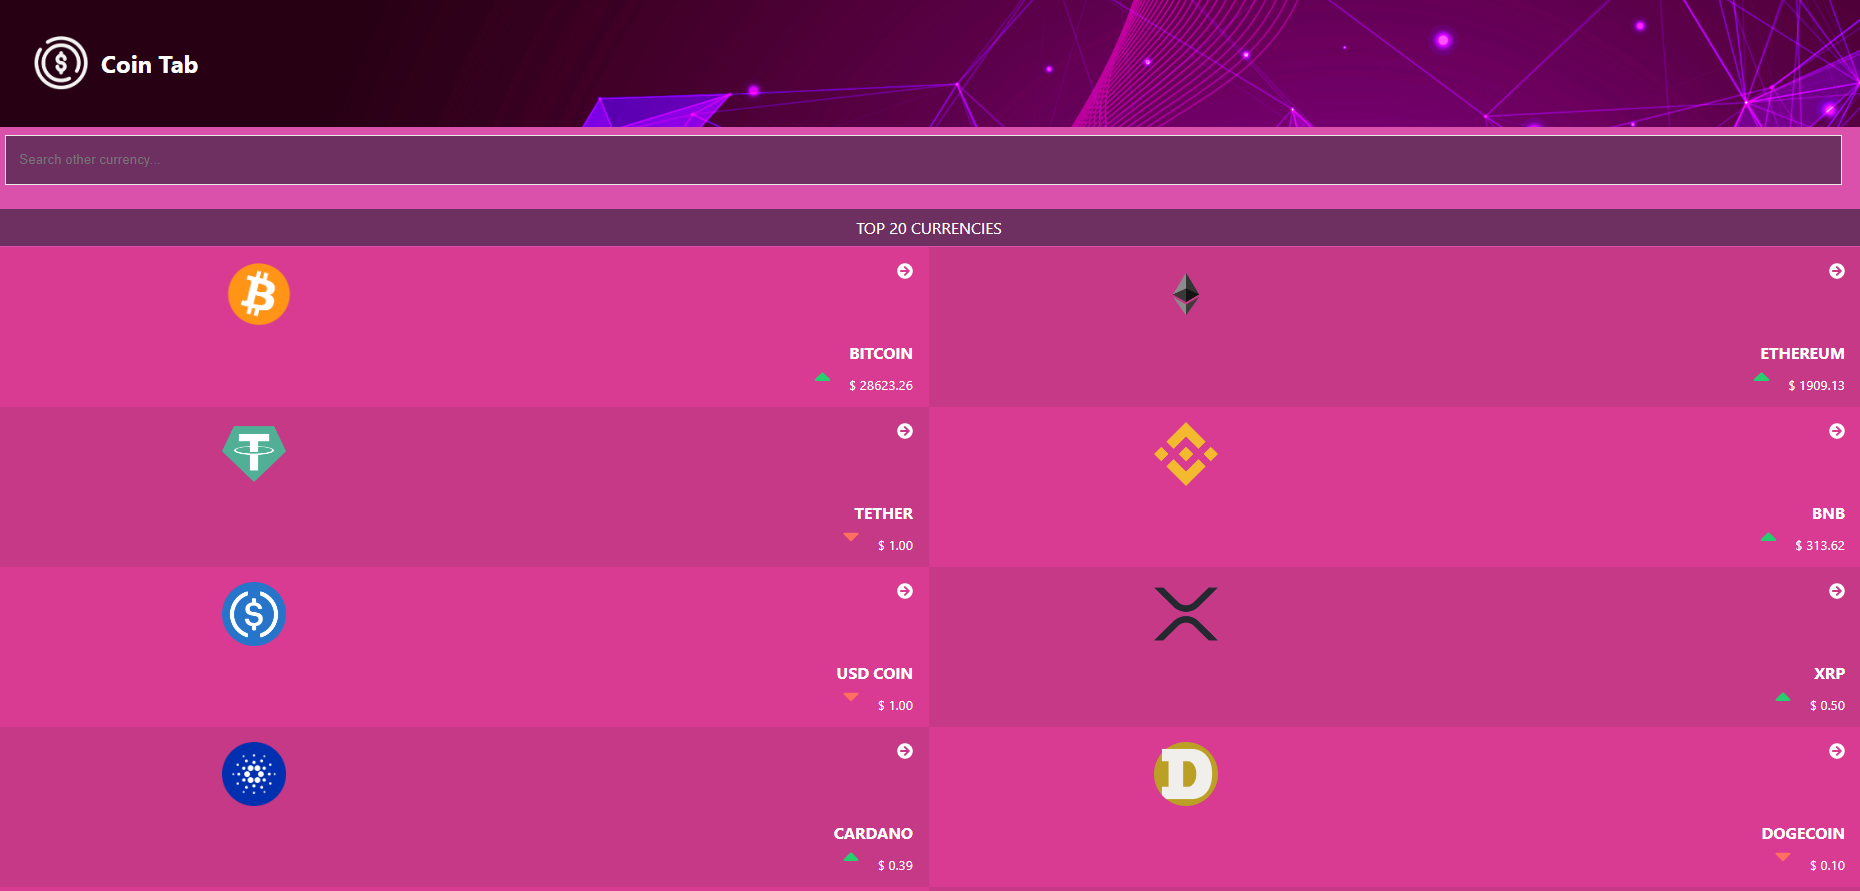 Coin Tab
Search other currency...
TOP 20 CURRENCIES
BITCOIN
$ 28623.26
ETHEREUM
$ 1909.13
TETHER
$ 1.00
BNB
$ 313.62
USD COIN
$ 1.00
XRP
$ 0.50
CARDANO
$ 0.39
DOGECOIN
$ 0.10